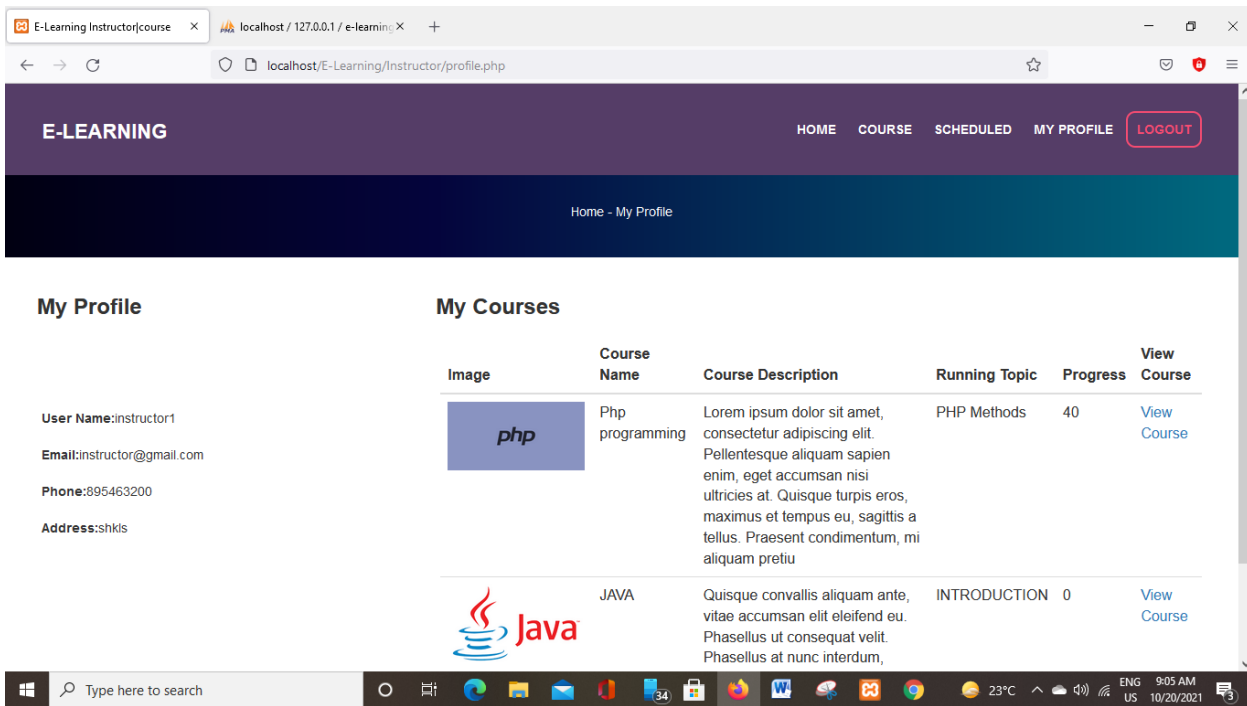 E-Learning Instructor|course
localhost / 127.0.0.1 / e-learning
localhost/E-Learning/Instructor/profile.php
E-LEARNING
HOME COURSE SCHEDULED MY PROFILE LOGOUT
Home - My Profile
My Profile
User Name:instructor1
Email:instructor@gmail.com
Phone:895463200
Address:shkls
My Courses
Image Course Name Course Description Running Topic Progress View Course
php
Php
programming
Lorem ipsum dolor sit amet,
consectetur adipiscing elit.
Pellentesque aliquam sapien
enim, eget accumsan nisi
ultricies at. Quisque turpis eros,
maximus et tempus eu, sagittis a
tellus. Praesent condimentum, mi
aliquam pretiu
PHP Methods
40
View
Course
Java
JAVA
Quisque convallis aliquam ante,
vitae accumsan elit eleifend eu.
Phasellus ut consequat velit.
Phasellus at nunc interdum,
INTRODUCTION
0
View
Course
Type here to search
34
23°C
ENG
US
9:05 AM
10/20/2021
3